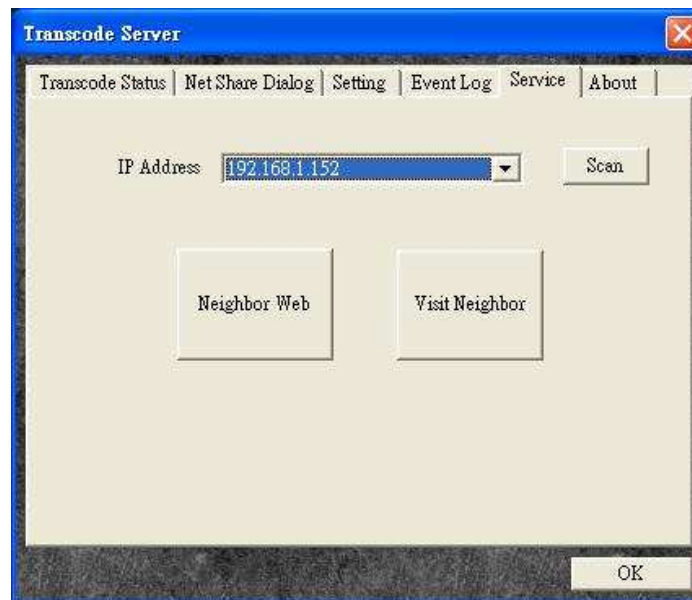 Transcode Server
Transcode Status Net Share Dialog Setting Event Log Service About
IP Address 192.168.1.152 Scan
Neighbor Web Visit Neighbor
OK